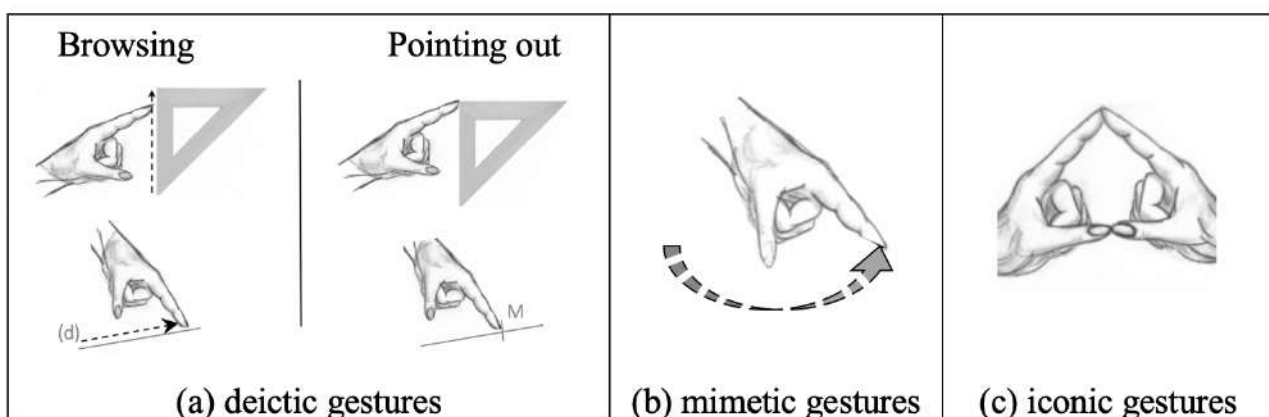 Browsing
Pointing out
(d)
M
(a) deictic gestures
(b) mimetic gestures
(c) iconic gestures